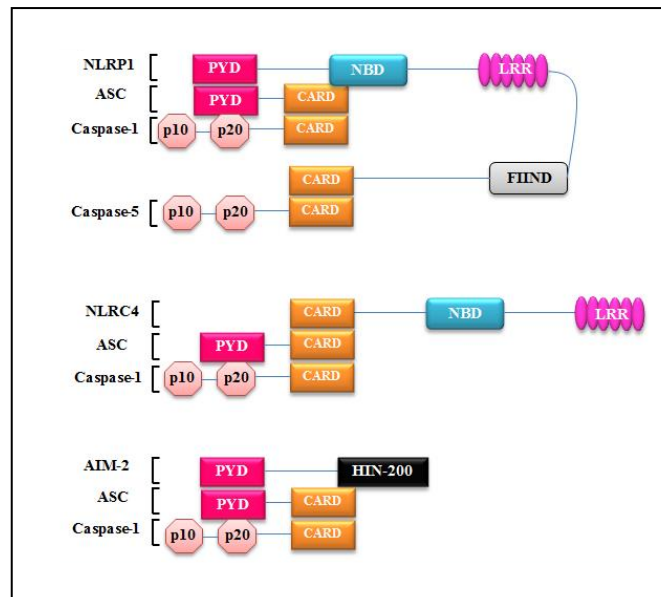 NLRP1 PYD NBD LRR
ASC PYD CARD
Caspase-1 p10 p20 CARD
CARD FIIND
Caspase-5 p10 p20 CARD
NLRC4 CARD NBD LRR
ASC PYD CARD
Caspase-1 p10 p20 CARD
AIM-2 PYD HIN-200
ASC PYD CARD
Caspase-1 p10 p20 CARD